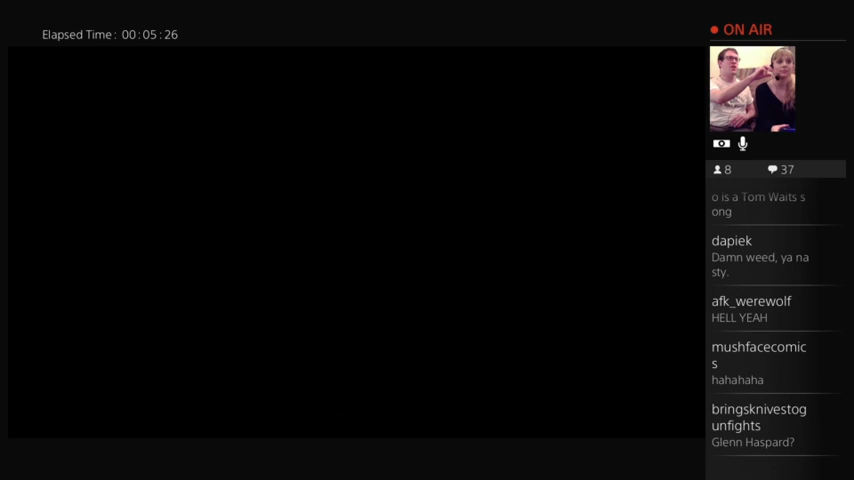 Elapsed Time: 00:05:26
ON AIR
8 37
o is a Tom Waits s
ong
dapiek
Damn weed, ya na
sty.
afk_werewolf
HELL YEAH
mushfacecomic
s
hahahaha
bringsknivestog
unfights
Glenn Haspard?